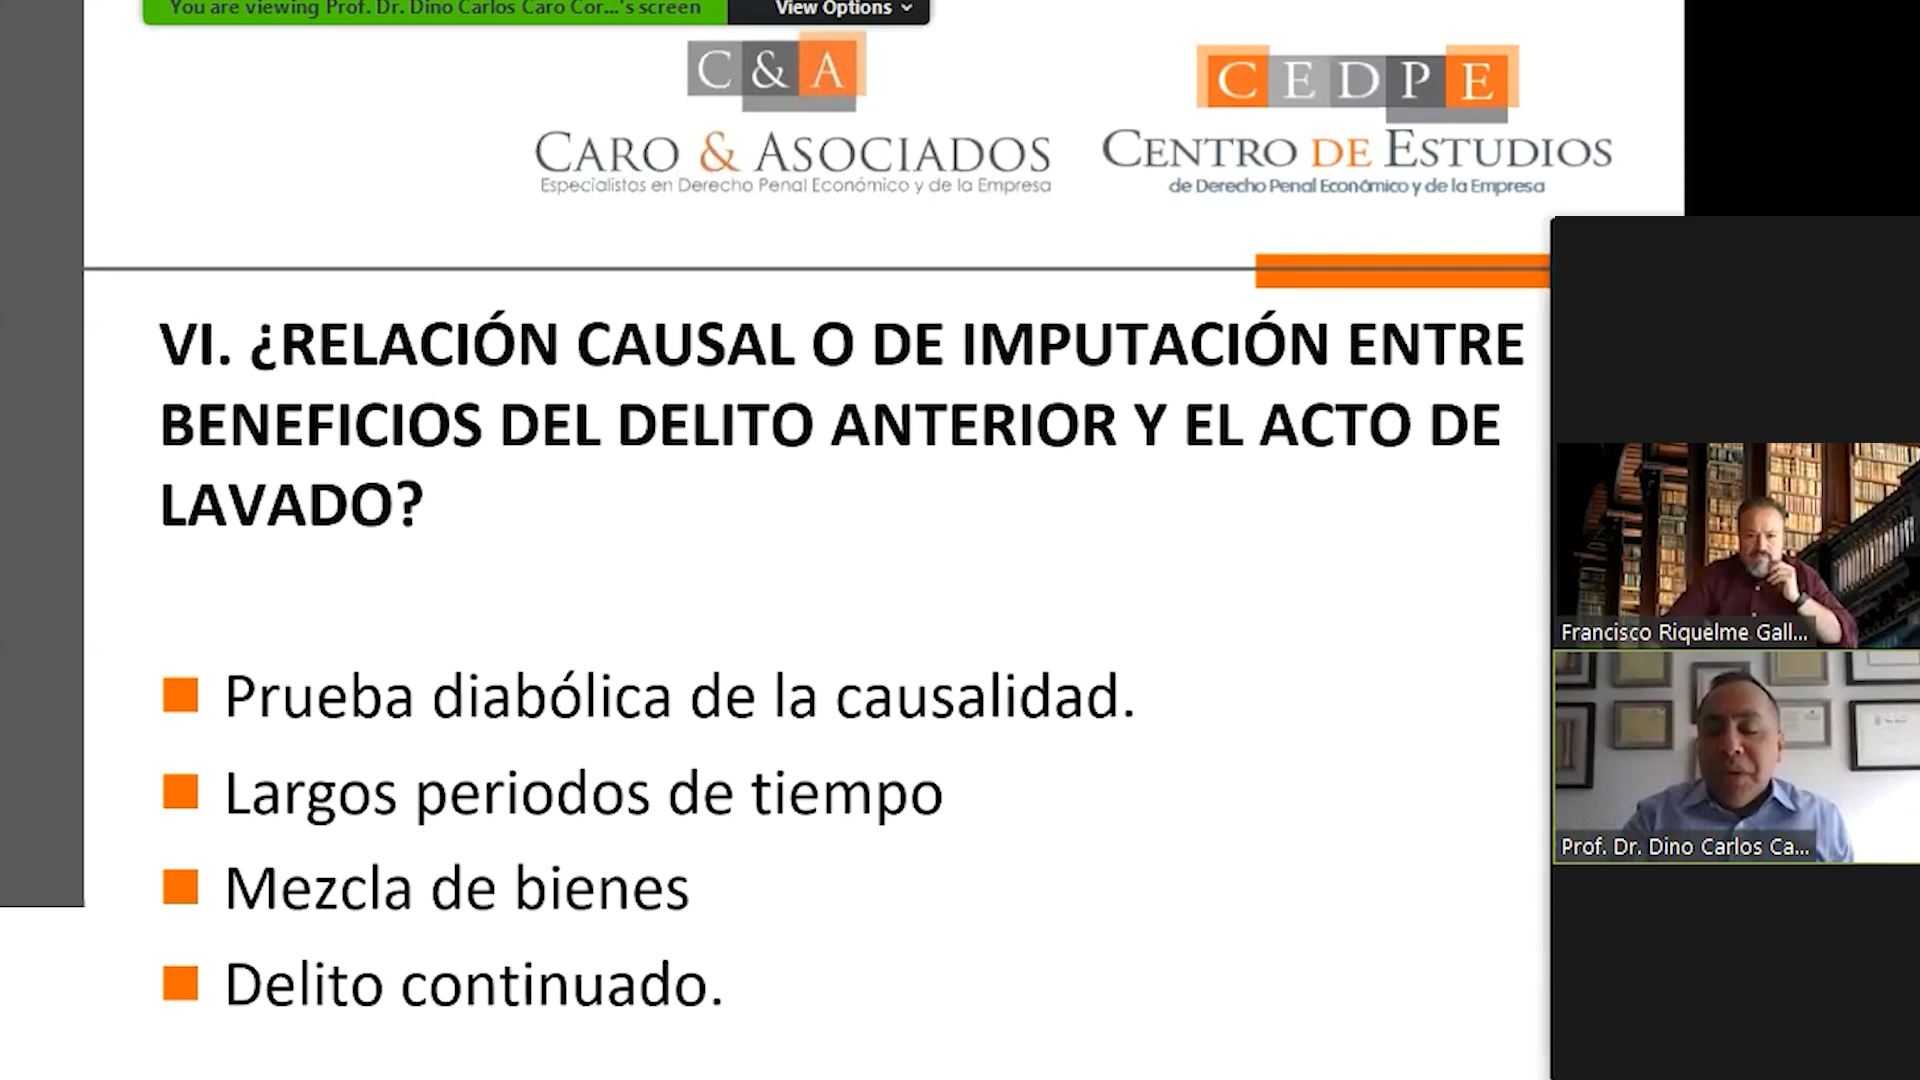 You are viewing Prof. Dr. Dino Carlos Caro Cor...'s screen
View Options
C & A
CARO & ASOCIADOS
Especialistas en Derecho Penal Económico y de la Empresa
CEDPE
CENTRO DE ESTUDIOS
de Derecho Penal Económico y de la Empresa
VI. ¿RELACIÓN CAUSAL O DE IMPUTACIÓN ENTRE
BENEFICIOS DEL DELITO ANTERIOR Y EL ACTO DE
LAVADO?
Prueba diabólica de la causalidad.
Largos periodos de tiempo
Mezcla de bienes
Delito continuado.
Francisco Riquelme Gall...
Prof. Dr. Dino Carlos Ca...